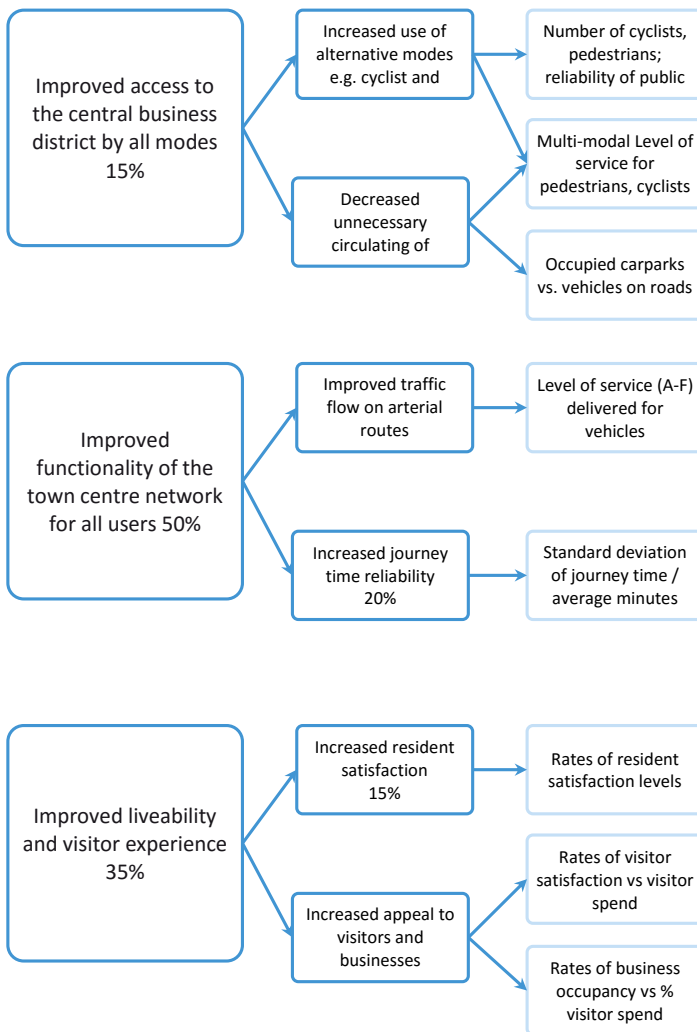 Improved access to
the central business
district by all modes
15%
Increased use of
alternative modes
e.g. cyclist and
Number of cyclists,
pedestrians;
reliability of public
Multi-modal Level of
service for
pedestrians, cyclists
Decreased
unnecessary
circulating of
Occupied carparks
vs. vehicles on roads
Improved
functionality of the
town centre network
for all users 50%
Improved traffic
flow on arterial
routes
Level of service (A-F)
delivered for
vehicles
Increased journey
time reliability
20%
Standard deviation
of journey time /
average minutes
Improved liveability
and visitor experience
35%
Increased resident
satisfaction
15%
Rates of resident
satisfaction levels
Increased appeal to
visitors and
businesses
Rates of visitor
satisfaction vs visitor
spend
Rates of business
occupancy vs %
visitor spend